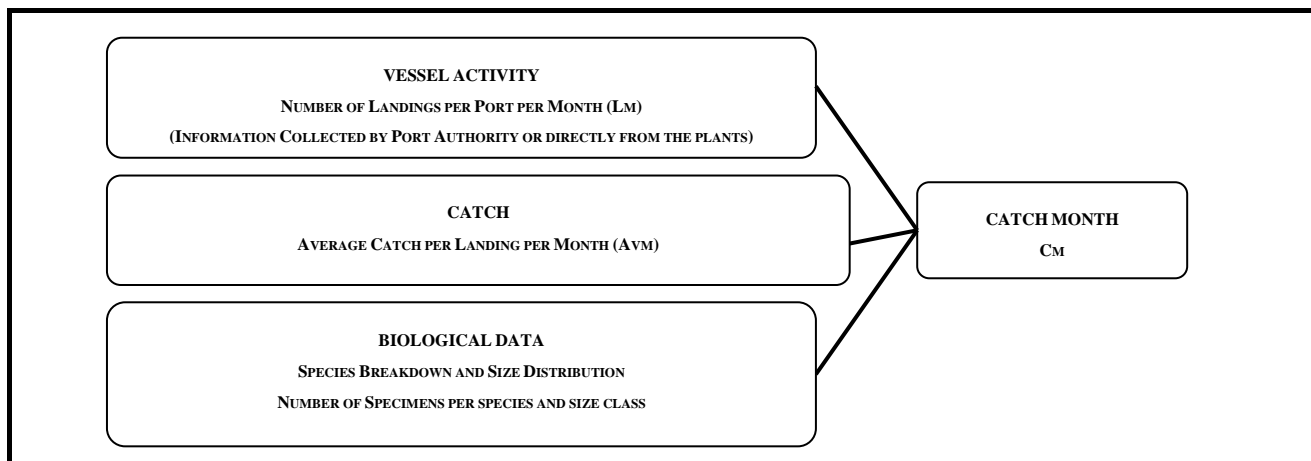 VESSEL ACTIVITY
NUMBER OF LANDINGS PER PORT PER MONTH (LM)
(INFORMATION COLLECTED BY PORT AUTHORITY OR DIRECTLY FROM THE PLANTS)
CATCH
AVERAGE CATCH PER LANDING PER MONTH (AVM)
CATCH MONTH
CM
BIOLOGICAL DATA
SPECIES BREAKDOWN AND SIZE DISTRIBUTION
NUMBER OF SPECIMENS PER SPECIES AND SIZE CLASS